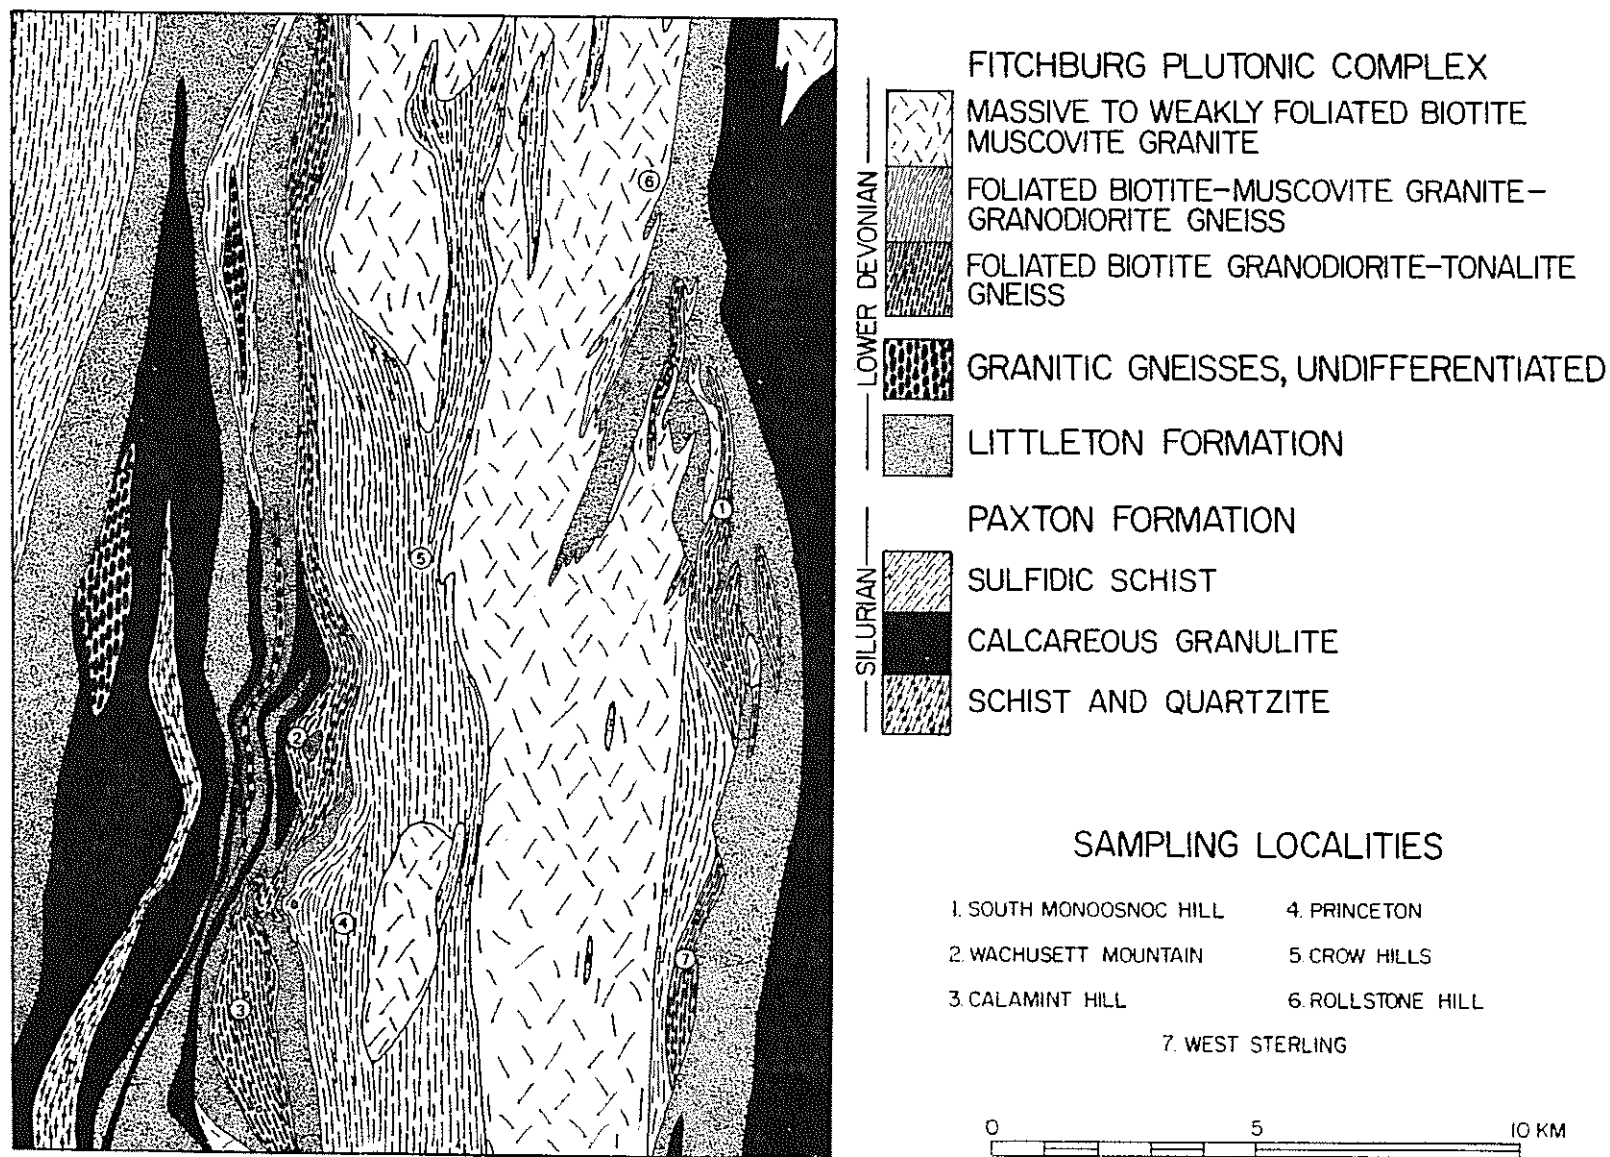 FITCHBURG PLUTONIC COMPLEX
MASSIVE TO WEAKLY FOLIATED BIOTITE
MUSCOVITE GRANITE
FOLIATED BIOTITE-MUSCOVITE GRANITE-
GRANODIORITE GNEISS
FOLIATED BIOTITE GRANODIORITE-TONALITE
GNEISS
GRANITIC GNEISSES, UNDIFFERENTIATED
LITTLETON FORMATION
LOWER DEVONIAN
PAXTON FORMATION
SULFIDIC SCHIST
CALCAREOUS GRANULITE
SCHIST AND QUARTZITE
SILURIAN
SAMPLING LOCALITIES
1. SOUTH MONOOSNOC HILL
2. WACHUSETT MOUNTAIN
3. CALAMINT HILL
4. PRINCETON
5. CROW HILLS
6. ROLLSTONE HILL
7. WEST STERLING
0 5 10 KM
6
1
5
2
4
7
3